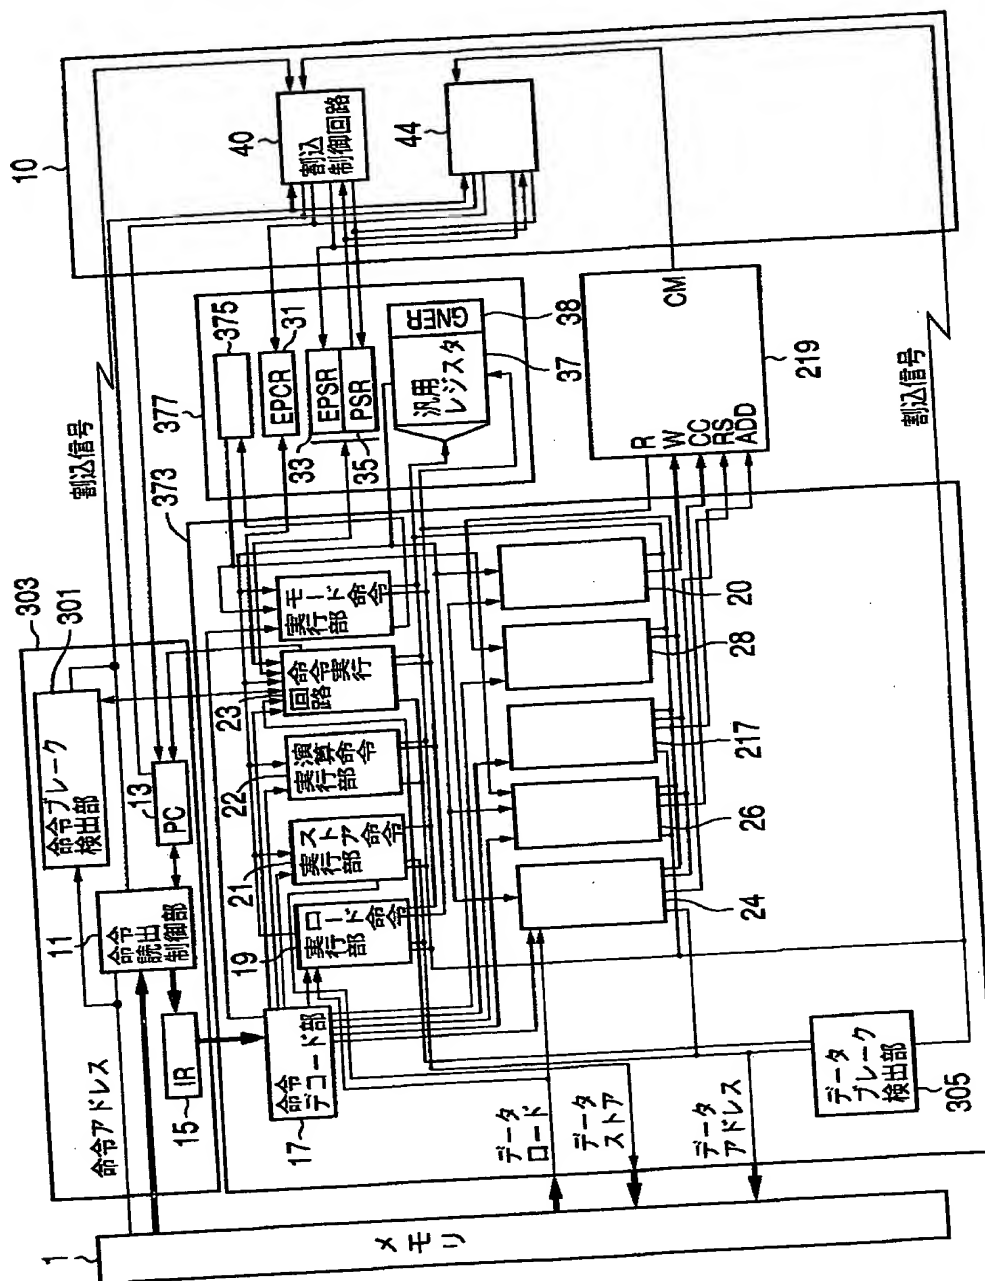 10
割込信号
40
割込
制御回路
44
303
301
命令ブレーク
検出部
373
377
375
EPCR
31
33
EPSR
PSR
35
汎用
レジスタ
GNER
38
37
CM
219
R
W
CC
RS
ADD
割込信号
命令アドレス
11
命令
読出
制御部
13
PC
15
IR
17
命令
デコード部
19
ロード命令
実行部
21
ストア命令
実行部
22
演算命令
実行部
23
命令実行
回路
モード命令
実行部
24
26
217
28
20
データ
ロード
データ
ストア
データ
アドレス
データ
ブレーク
検出部
305
1
メモリ